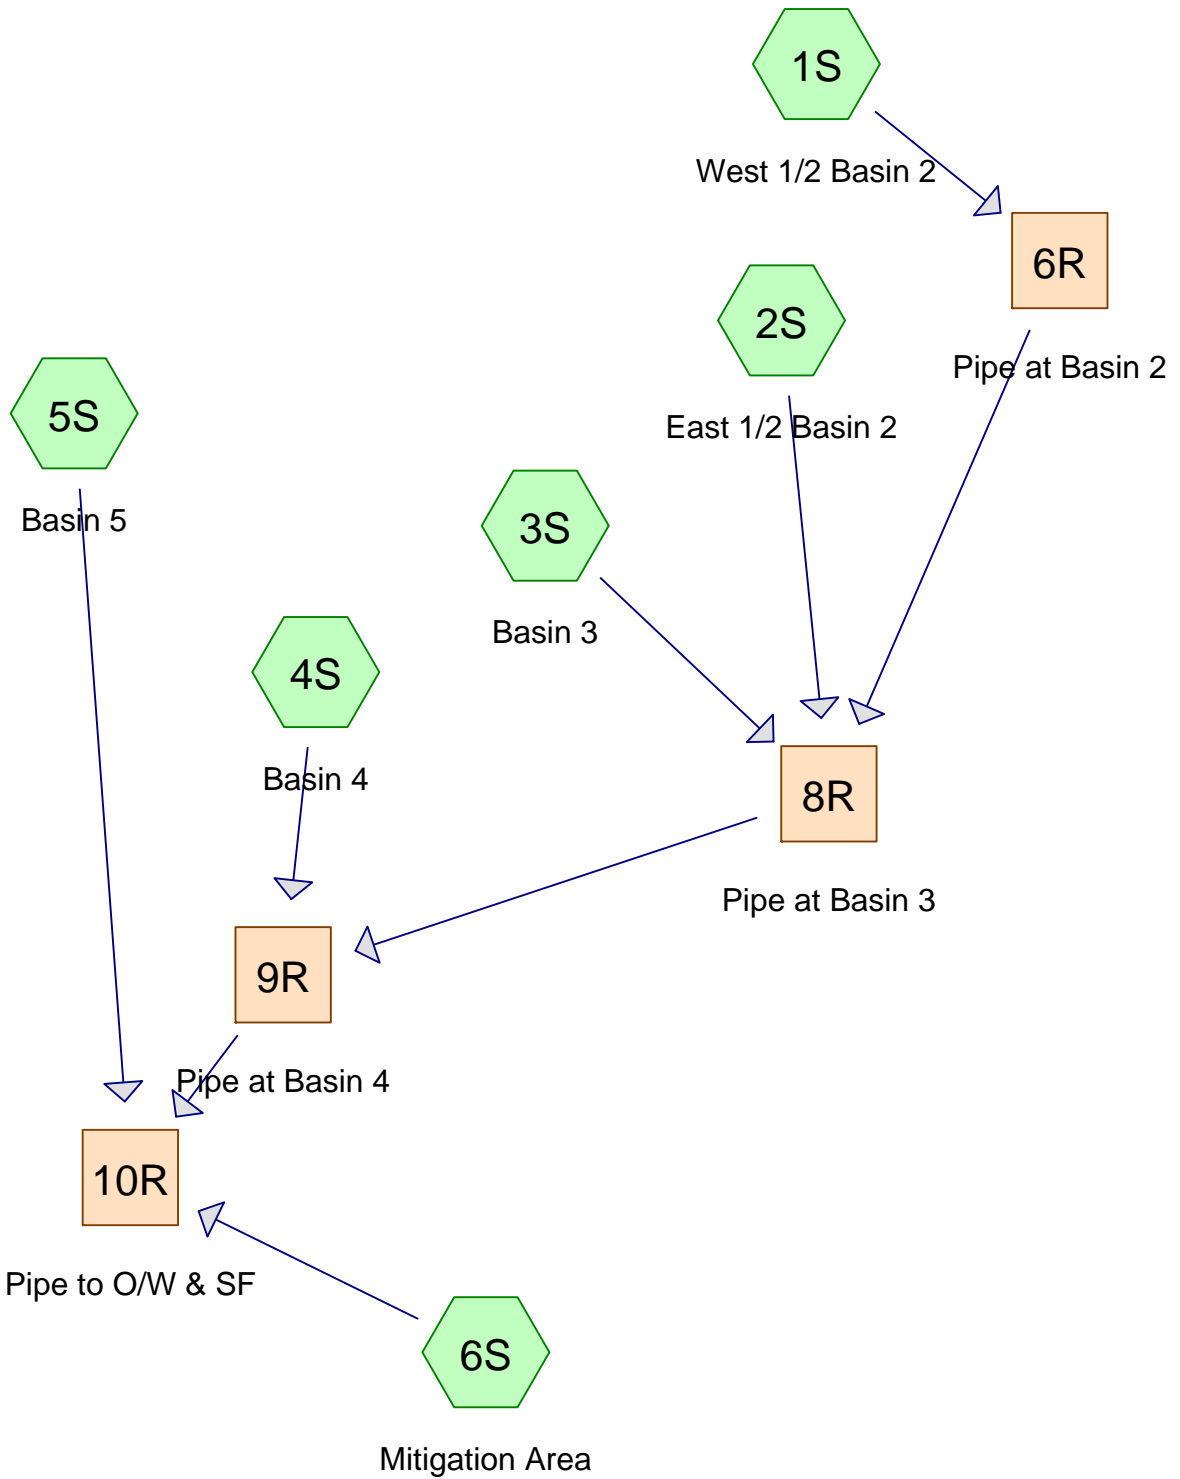 1S
West 1/2 Basin 2
6R
Pipe at Basin 2
2S
East 1/2 Basin 2
5S
Basin 5
3S
Basin 3
4S
Basin 4
8R
Pipe at Basin 3
9R
Pipe at Basin 4
10R
Pipe to O/W & SF
6S
Mitigation Area